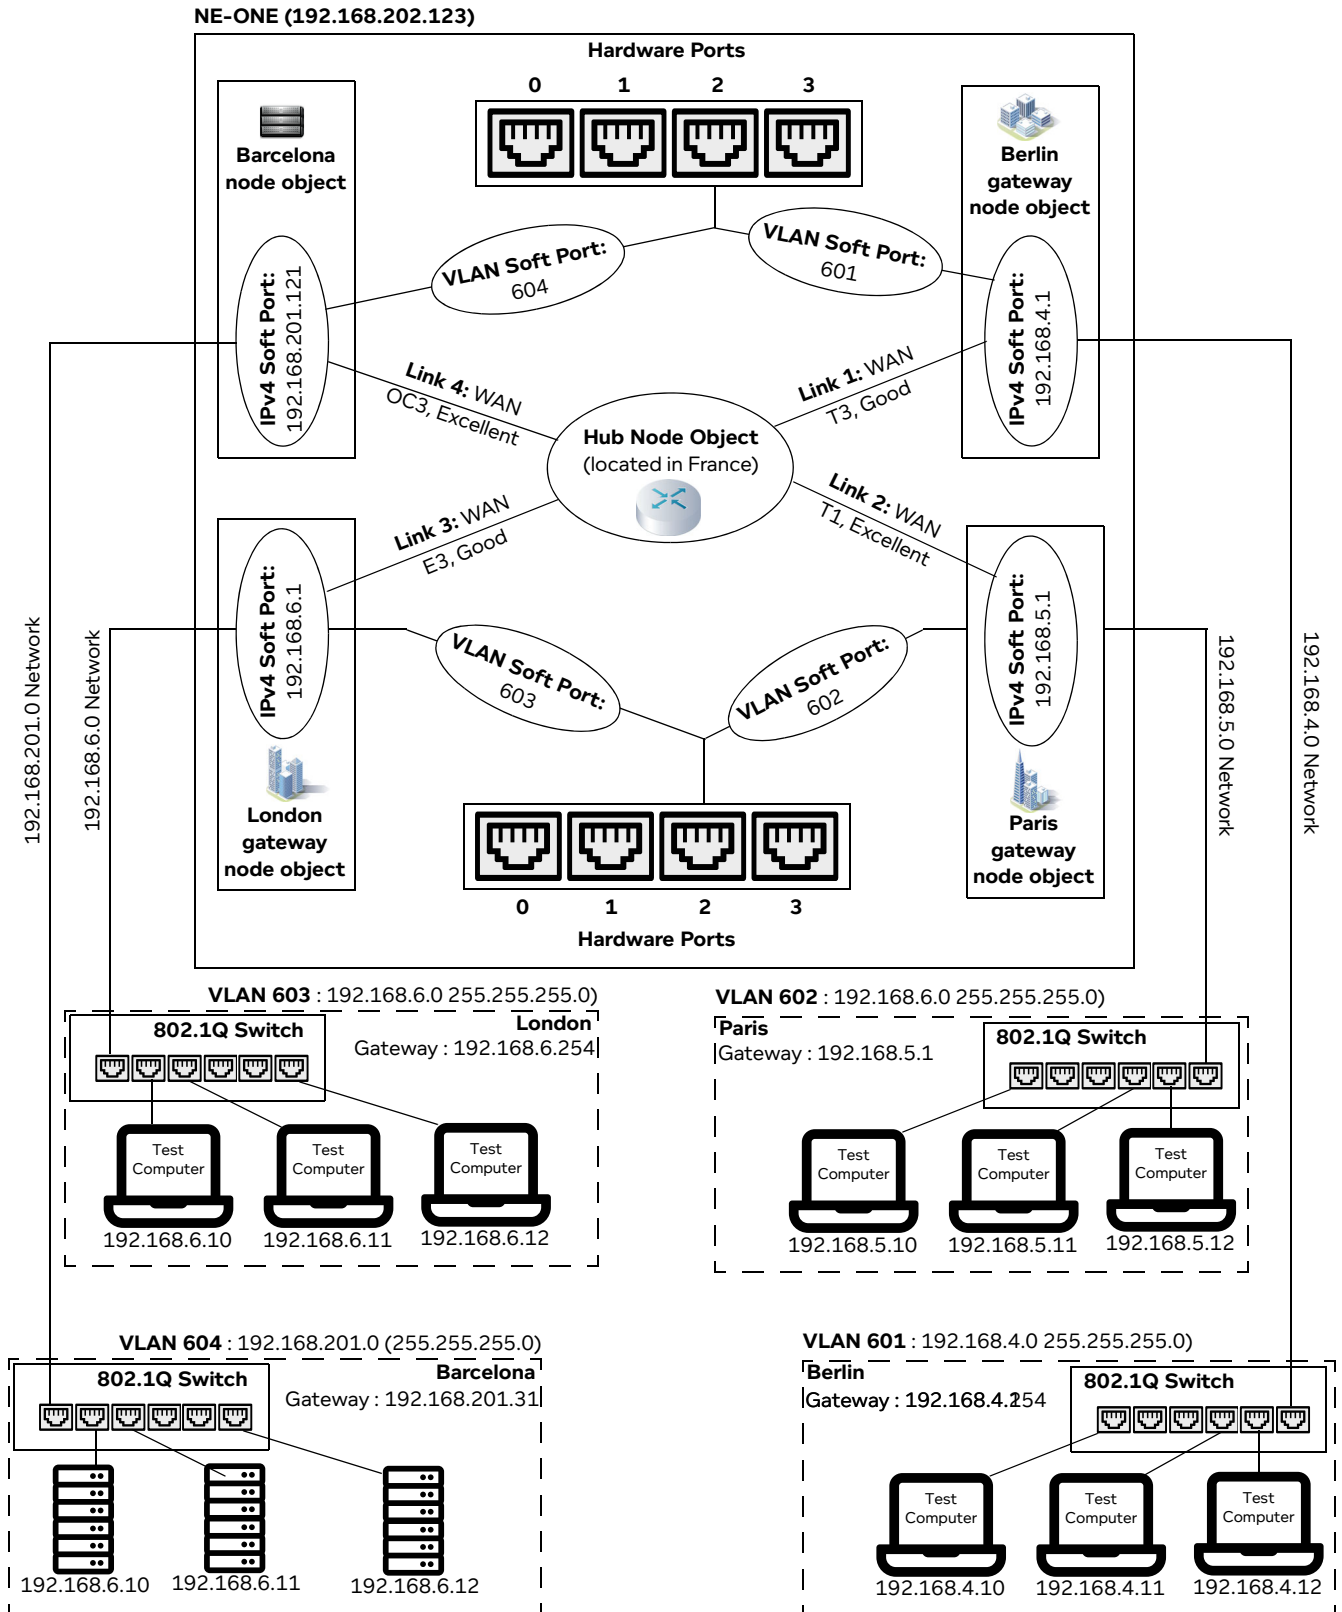 NE-ONE (192.168.202.123)
Hardware Ports
0 1 2 3
Barcelona
node object
Berlin
gateway
node object
IPv4 Soft Port:
192.168.201.121
VLAN Soft Port:
604
VLAN Soft Port:
601
IPv4 Soft Port:
192.168.4.1
Link 4: WAN
OC3, Excellent
Link 1: WAN
T3, Good
Hub Node Object
(located in France)
Link 3: WAN
E3, Good
Link 2: WAN
T1, Excellent
IPv4 Soft Port:
192.168.6.1
VLAN Soft Port:
603
VLAN Soft Port:
602
IPv4 Soft Port:
192.168.5.1
192.168.201.0 Network
192.168.6.0 Network
192.168.5.0 Network
192.168.4.0 Network
London
gateway
node object
Paris
gateway
node object
0 1 2 3
Hardware Ports
VLAN 603 : 192.168.6.0 255.255.255.0)
802.1Q Switch
London
Gateway : 192.168.6.254
Test
Computer
Test
Computer
Test
Computer
192.168.6.10
192.168.6.11
192.168.6.12
VLAN 602 : 192.168.6.0 255.255.255.0)
Paris
Gateway : 192.168.5.1
802.1Q Switch
Test
Computer
Test
Computer
Test
Computer
192.168.5.10
192.168.5.11
192.168.5.12
VLAN 604 : 192.168.201.0 (255.255.255.0)
802.1Q Switch
Barcelona
Gateway : 192.168.201.31
192.168.6.10
192.168.6.11
192.168.6.12
VLAN 601 : 192.168.4.0 255.255.255.0)
Berlin
Gateway :
802.1Q Switch
Test
Computer
Test
Computer
Test
Computer
192.168.4.10
192.168.4.11
192.168.4.12